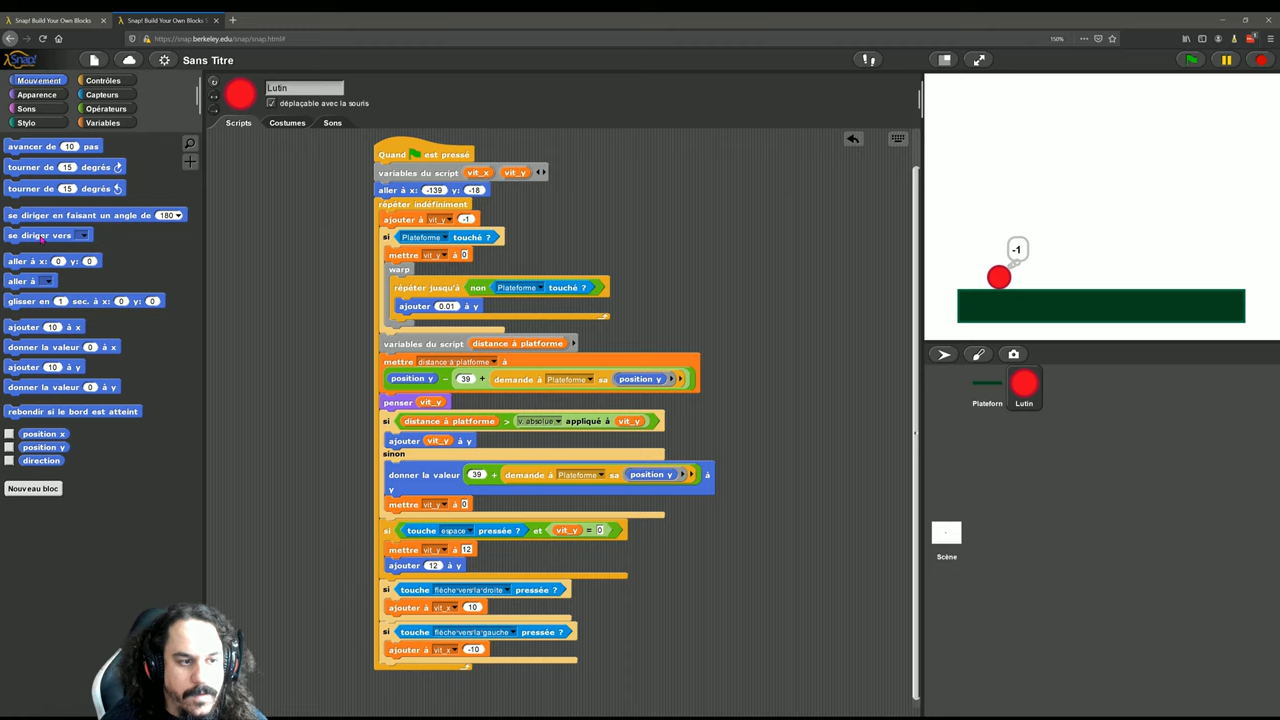 Snap! Build Your Own Blocks
Snap! Build Your Own Blocks
https://snap.berkeley.edu/snap/snap.html#
150%
Snap!
Sans Titre
Mouvement
Contrôles
Apparence
Capteurs
Sons
Opérateurs
Stylo
Variables
avancer de 10 pas
tourner de 15 degrés
tourner de 15 degrés
se diriger en faisant un angle de 180
se diriger vers
aller à x: 0 y: 0
aller à
glisser en 1 sec. à x: 0 y: 0
ajouter 10 à x
donner la valeur 0 à x
ajouter 10 à y
donner la valeur 0 à y
rebondir si le bord est atteint
position x
position y
direction
Nouveau bloc
Lutin
déplaçable avec la souris
Scripts
Costumes
Sons
Quand est pressé
variables du script vit_x vit_y
aller à x: -139 y: -18
répéter indéfiniment
ajouter à vit_y -1
si Plateforme touché ?
mettre vit_y à 0
warp
répéter jusqu'à non Plateforme touché ?
ajouter 0.01 à y
variables du script distance à platforme
mettre distance à platforme à
position y − 39 + demande à Plateforme sa position y
penser vit_y
si distance à platforme > v. absolue appliqué à vit_y
ajouter vit_y à y
sinon
donner la valeur 39 + demande à Plateforme sa position y à
y
mettre vit_y à 0
si touche espace pressée ? et vit_y = 0
mettre vit_y à 12
ajouter 12 à y
si touche flèche vers la droite pressée ?
ajouter à vit_x 10
si touche flèche vers la gauche pressée ?
ajouter à vit_x -10
-1
Plateforn
Lutin
Scène